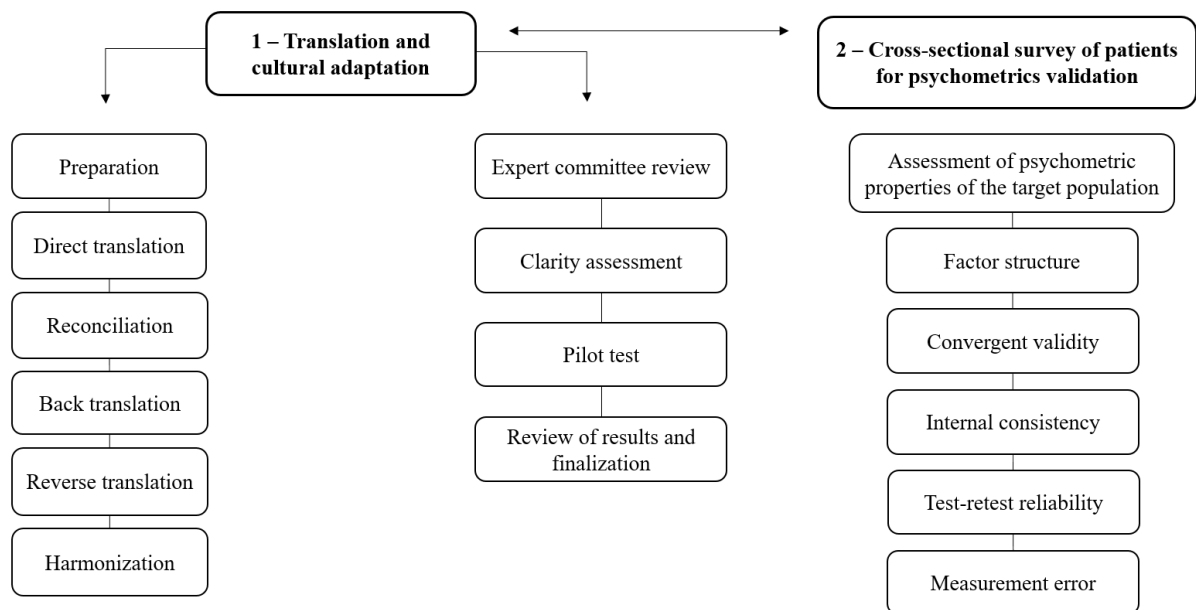 1 – Translation and
cultural adaptation
2 – Cross-sectional survey of patients
for psychometrics validation
Preparation
Direct translation
Reconciliation
Back translation
Reverse translation
Harmonization
Expert committee review
Clarity assessment
Pilot test
Review of results and
finalization
Assessment of psychometric
properties of the target population
Factor structure
Convergent validity
Internal consistency
Test-retest reliability
Measurement error